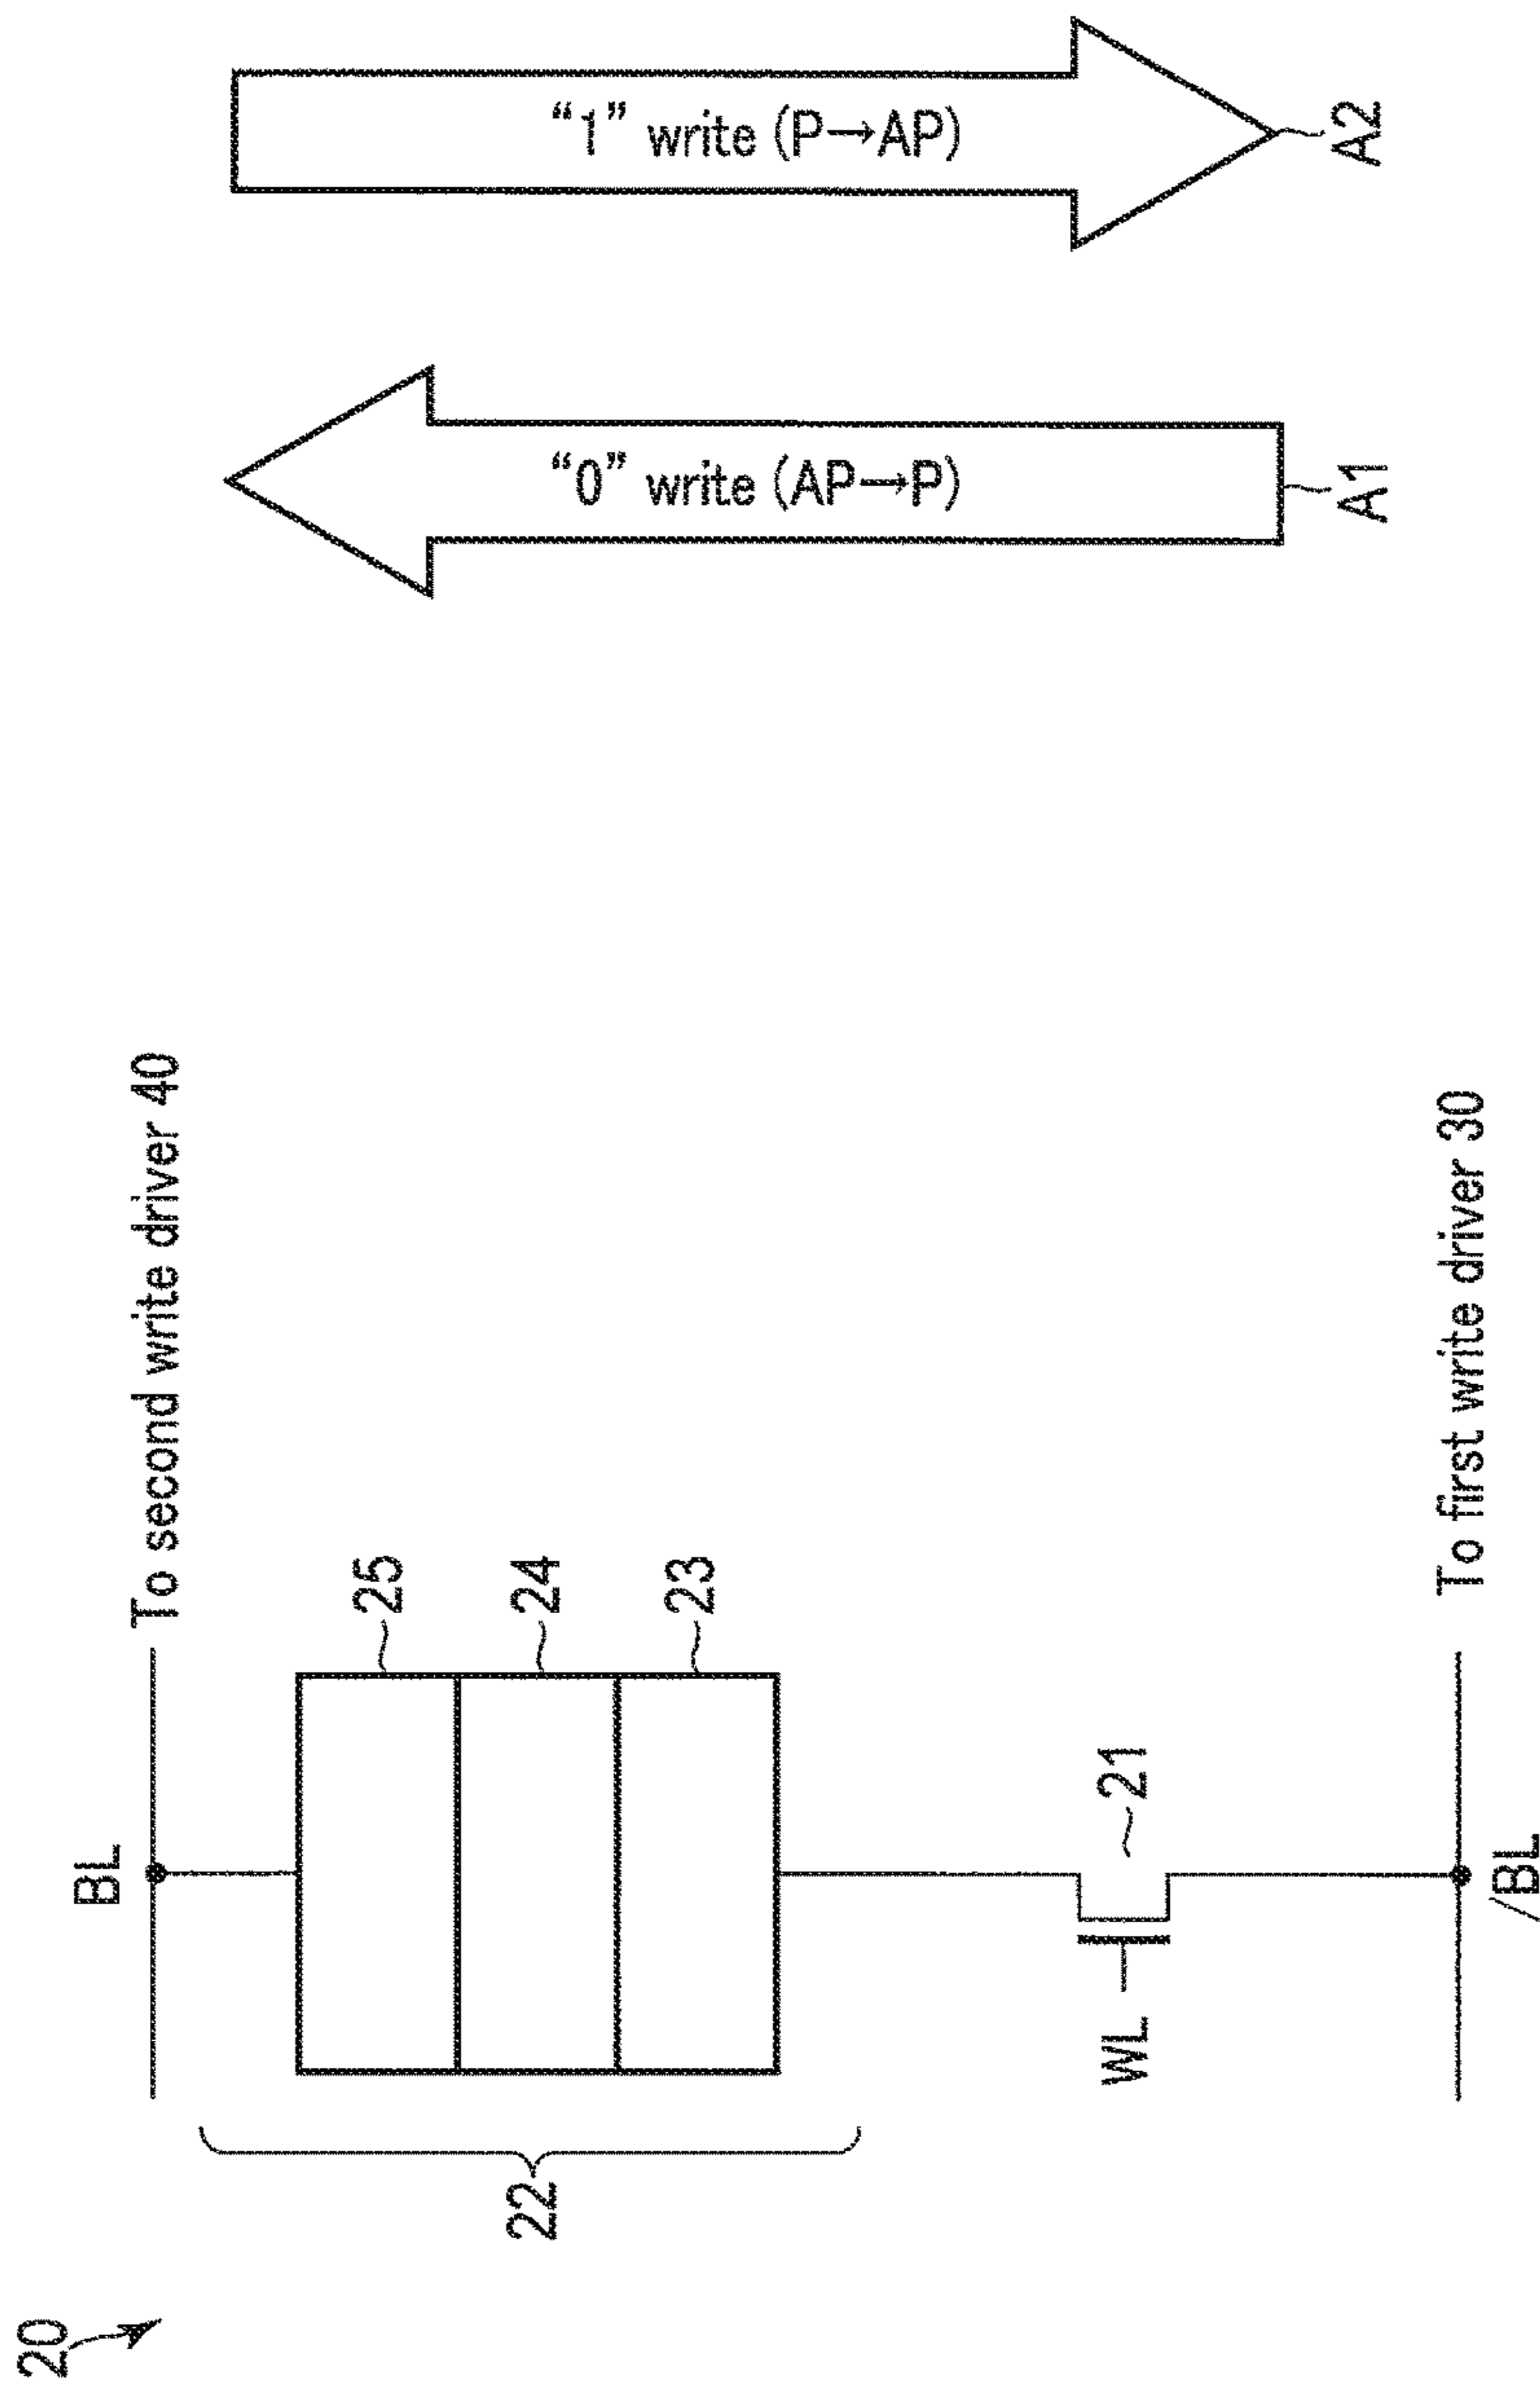 20
BL
To second write driver 40
22
25
24
23
WL
21
/BL
To first write driver 30
“0” write (AP→P)
A1
“1” write (P→AP)
A2